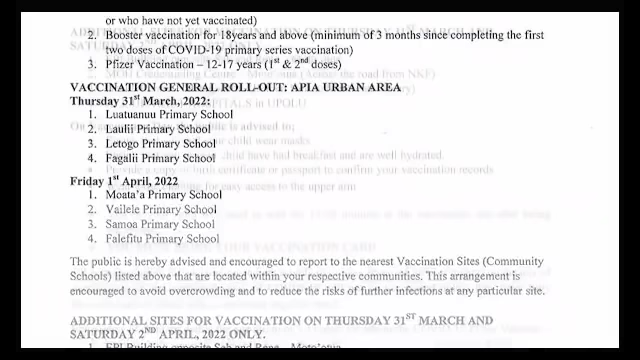 or who have not yet vaccinated)
2. Booster vaccination for 18years and above (minimum of 3 months since completing the first
two doses of COVID-19 primary series vaccination)
3. Pfizer Vaccination – 12-17 years (1st & 2nd doses)
VACCINATION GENERAL ROLL-OUT: APIA URBAN AREA
Thursday 31st March, 2022:
1. Luatuanuu Primary School
2. Laulii Primary School
3. Letogo Primary School
4. Fagalii Primary School
Friday 1st April, 2022
1. Moata'a Primary School
2. Vailele Primary School
3. Samoa Primary School
4. Falefitu Primary School
The public is hereby advised and encouraged to report to the nearest Vaccination Sites (Community
Schools) listed above that are located within your respective communities. This arrangement is
encouraged to avoid overcrowding and to reduce the risks of further infections at any particular site.
ADDITIONAL SITES FOR VACCINATION ON THURSDAY 31ST MARCH AND
SATURDAY 2ND APRIL, 2022 ONLY.